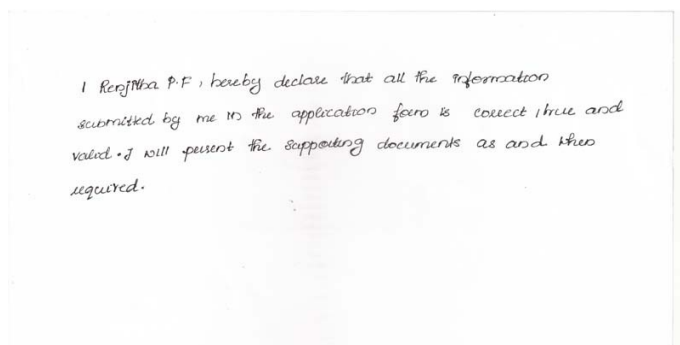 I Renjitha P.F , hereby declare that all the information
submitted by me in the application form is correct , true and
valid . I will present the supporting documents as and when
required.